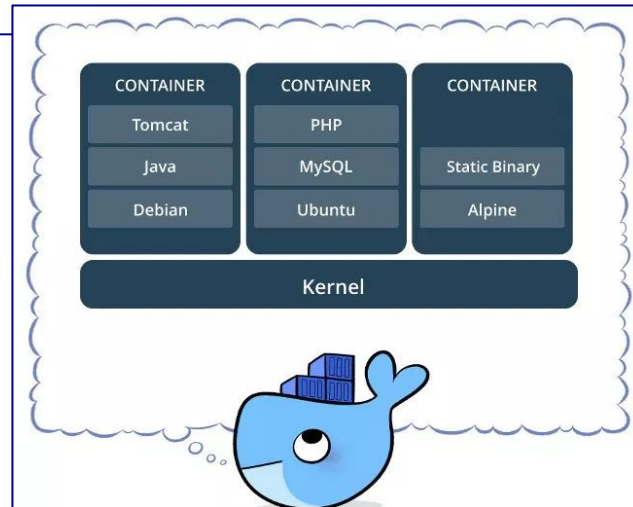 CONTAINER
Tomcat
Java
Debian
CONTAINER
PHP
MySQL
Ubuntu
CONTAINER
Static Binary
Alpine
Kernel